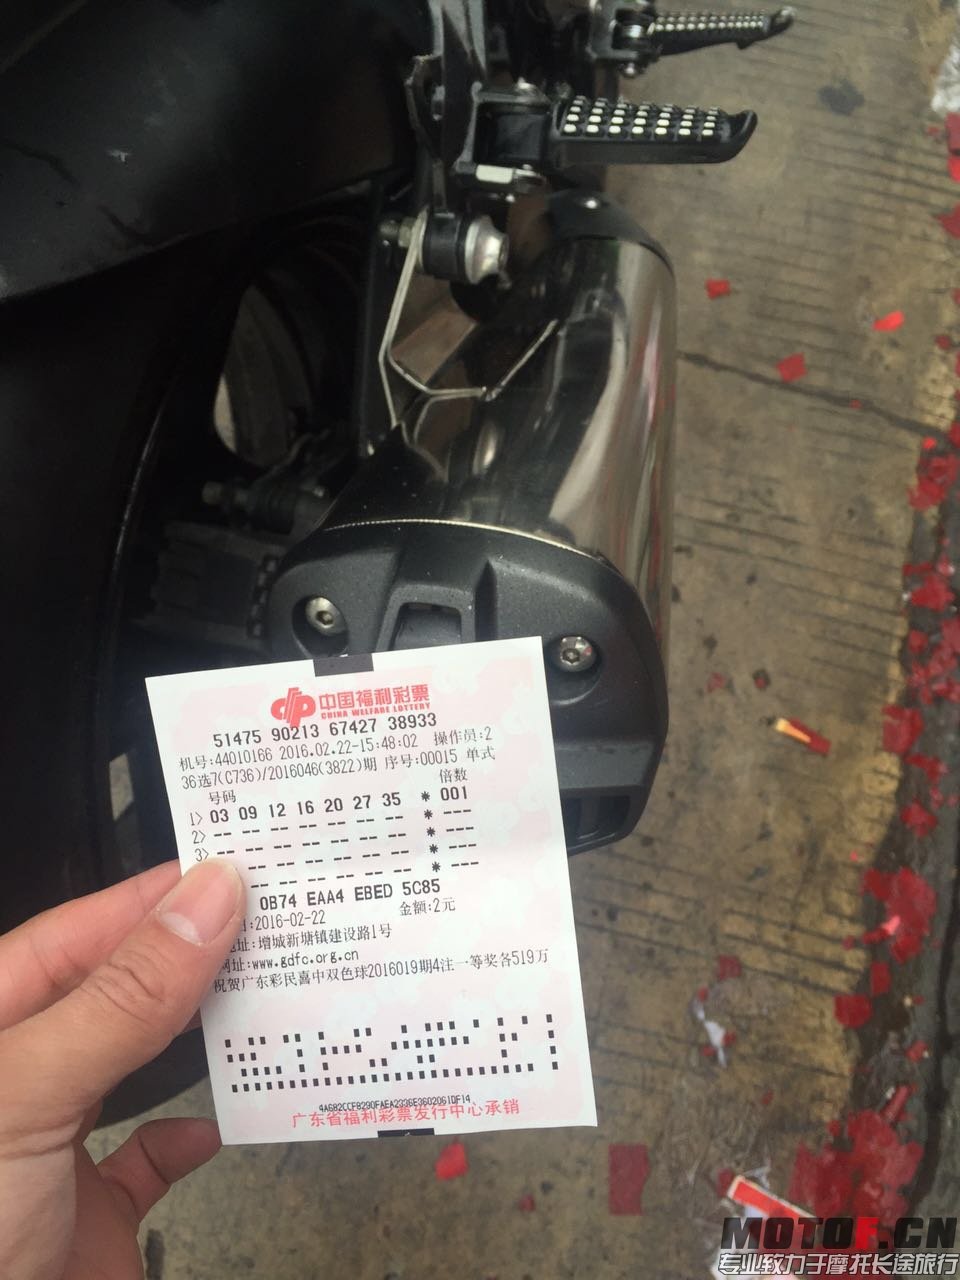 中国福利彩票
CHINA WELFARE LOTTERY
51475 90213 67427 38933
机号:44010166 2016.02.22-15:48:02 操作员:2
36选7(C736)/2016046(3822)期 序号:00015 单式
号码 倍数
1> 03 09 12 16 20 27 35 * 001
2> -- -- -- -- -- -- -- * ---
3> -- -- -- -- -- -- -- * ---
-- -- -- -- -- -- * ---
0B74 EAA4 EBED 5C85
:2016-02-22 金额:2元
址:增城新塘镇建设路1号
网址:www.gdfc.org.cn
祝贺广东彩民喜中双色球2016019期4注一等奖各519万
广东省福利彩票发行中心承销
MOTOF.CN
专业致力于摩托长途旅行